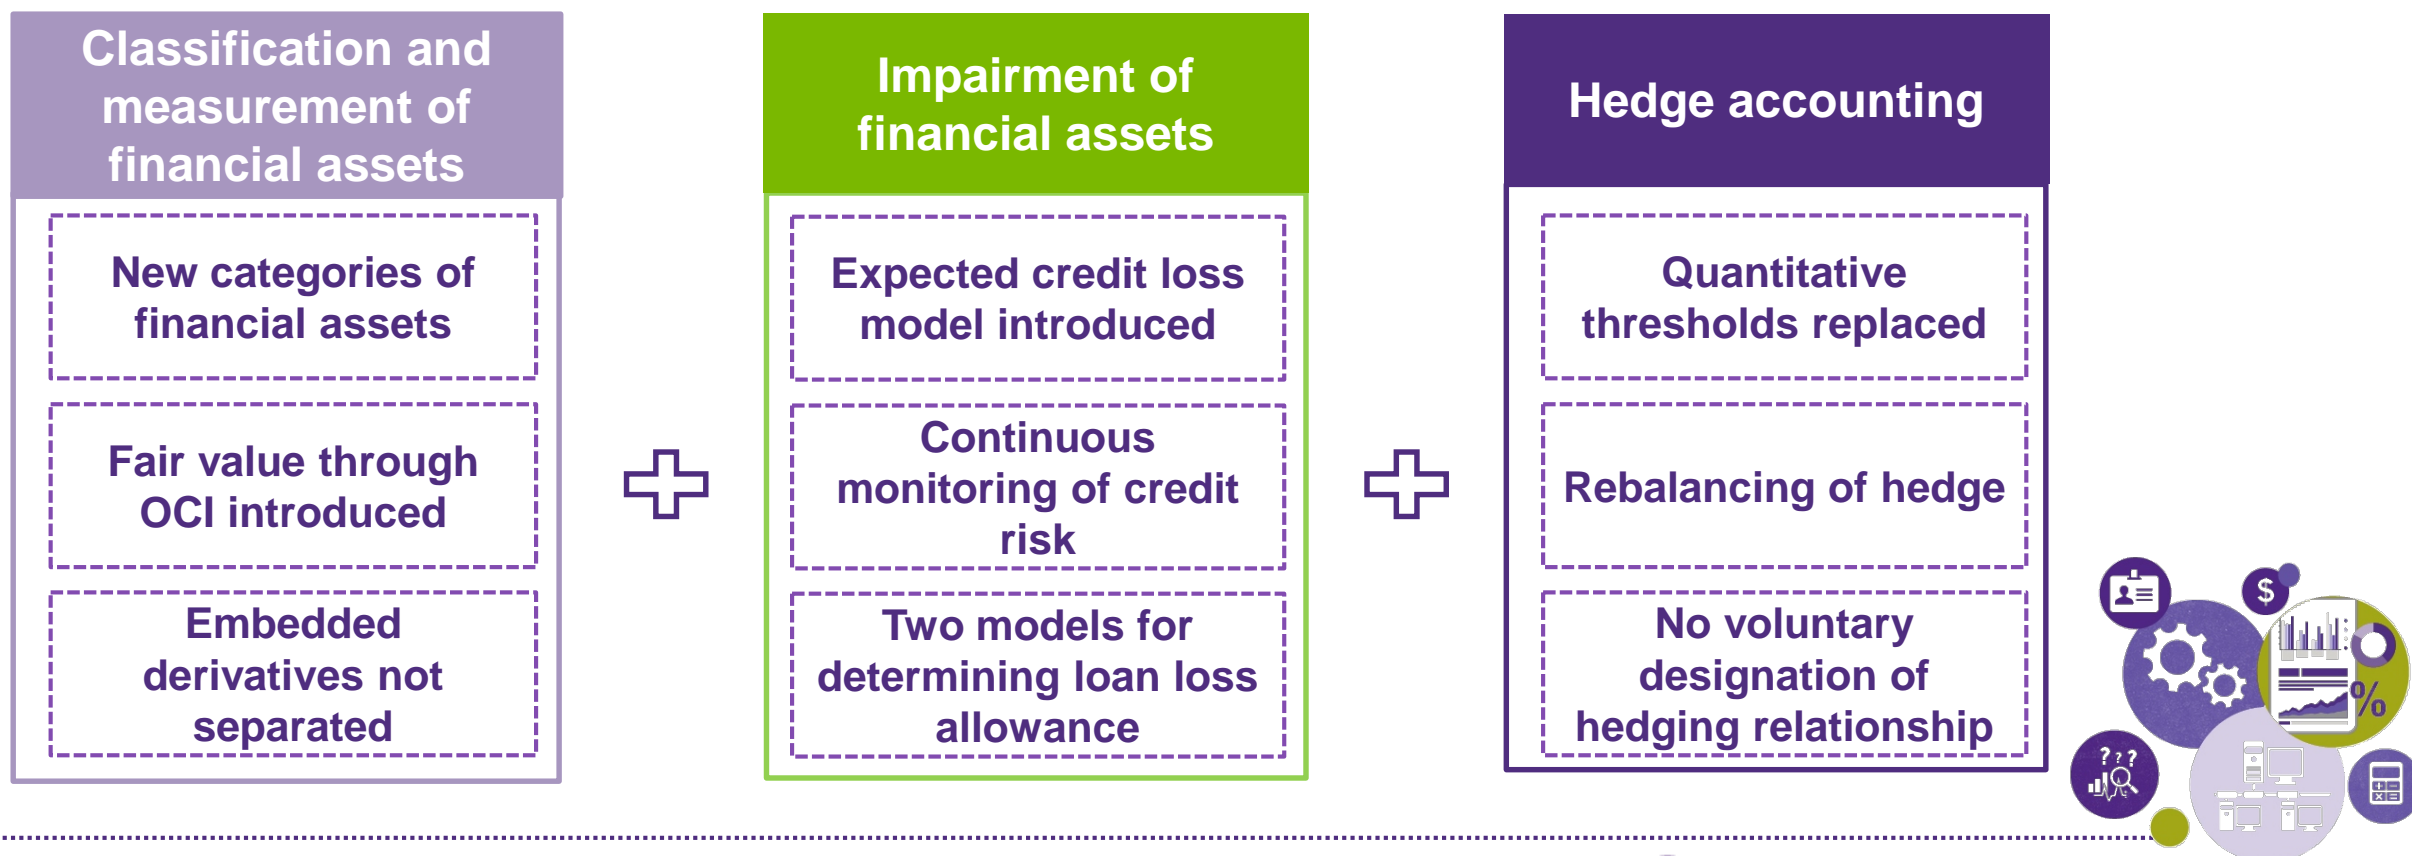 Classification and
measurement of
financial assets
New categories of
financial assets
Fair value through
OCI introduced
Embedded
derivatives not
separated
Impairment of
financial assets
Expected credit loss
model introduced
Continuous
monitoring of credit
risk
Two models for
determining loan loss
allowance
Hedge accounting
Quantitative
thresholds replaced
Rebalancing of hedge
No voluntary
designation of
hedging relationship
$
%
???